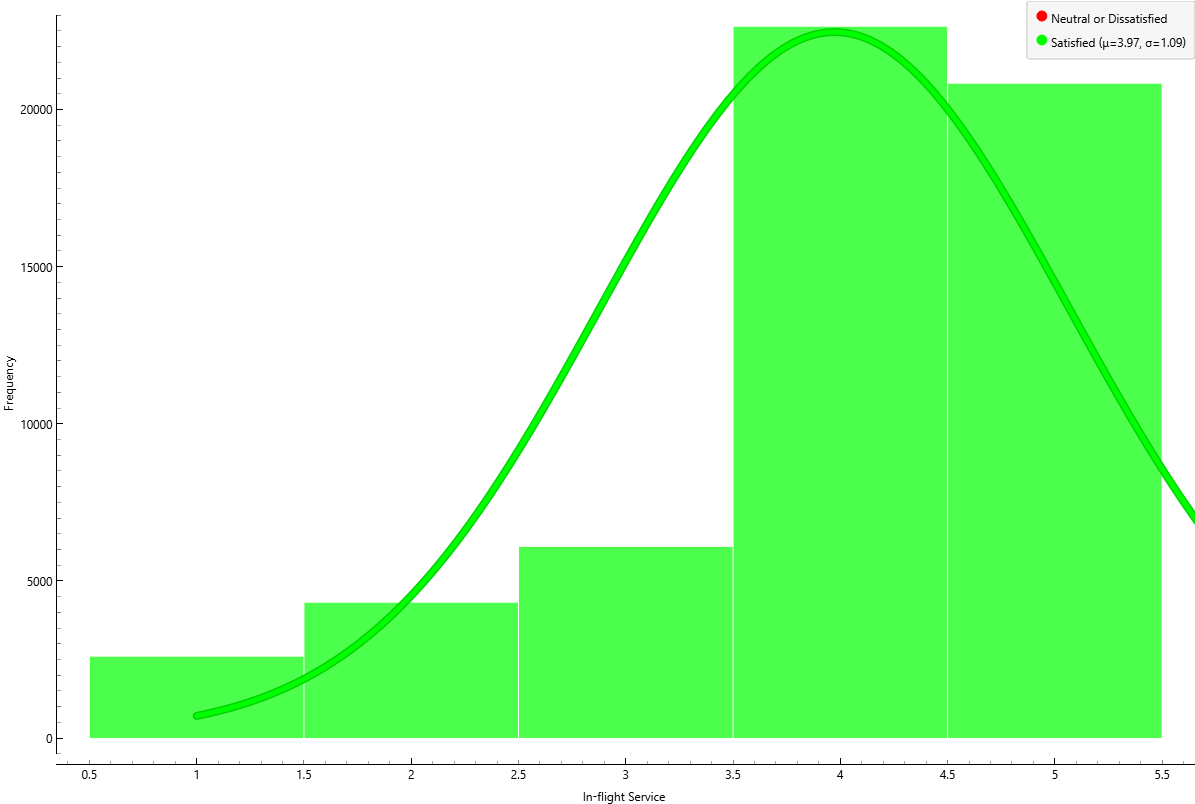 Neutral or Dissatisfied
Satisfied (μ=3.97, σ=1.09)
20000
15000
10000
5000
0
Frequency
0.5 1 1.5 2 2.5 3 3.5 4 4.5 5 5.5
In-flight Service